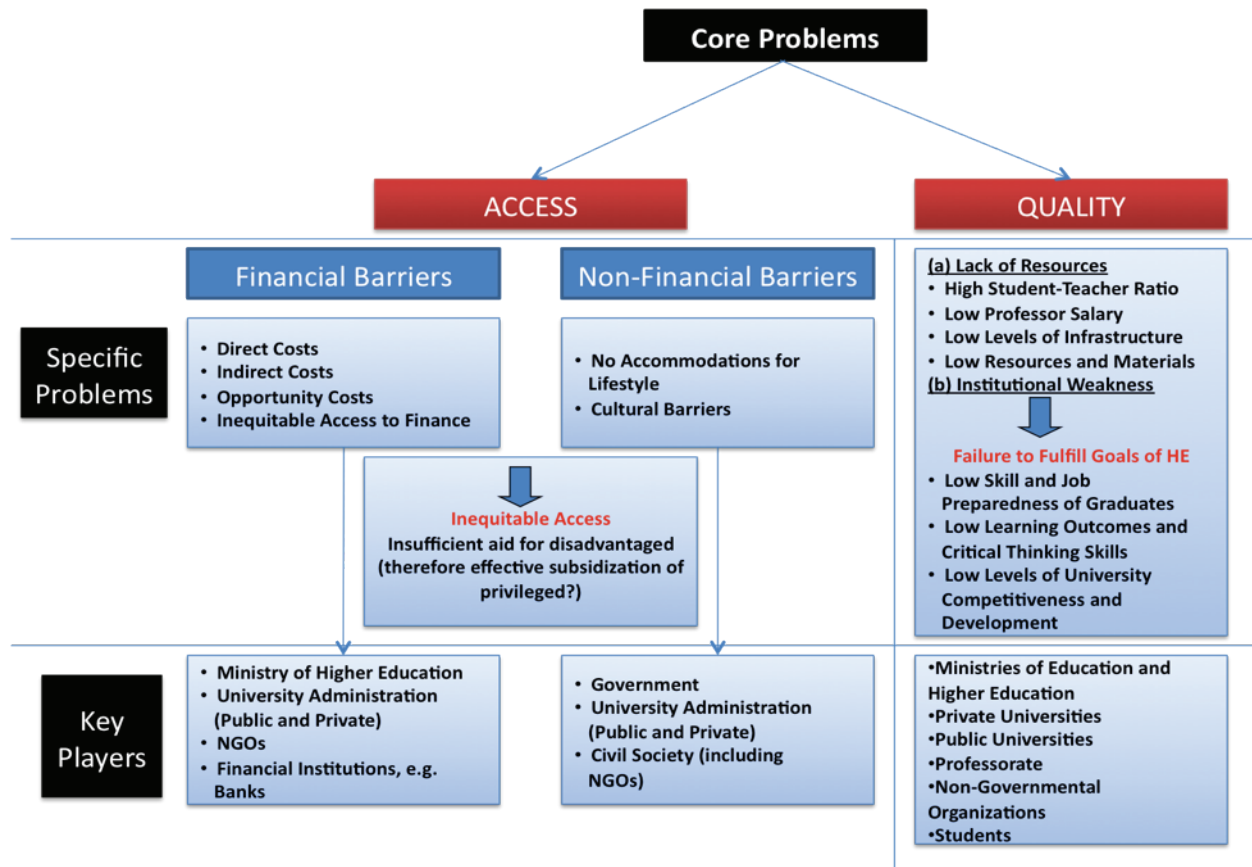 Core Problems
ACCESS
QUALITY
Financial Barriers
Non-Financial Barriers
Specific
Problems
• Direct Costs
• Indirect Costs
• Opportunity Costs
• Inequitable Access to Finance
• No Accommodations for
Lifestyle
• Cultural Barriers
Inequitable Access
Insufficient aid for disadvantaged
(therefore effective subsidization of
privileged?)
(a) Lack of Resources
• High Student-Teacher Ratio
• Low Professor Salary
• Low Levels of Infrastructure
• Low Resources and Materials
(b) Institutional Weakness
Failure to Fulfill Goals of HE
• Low Skill and Job
Preparedness of Graduates
• Low Learning Outcomes and
Critical Thinking Skills
• Low Levels of University
Competitiveness and
Development
Key
Players
• Ministry of Higher Education
• University Administration
(Public and Private)
• NGOs
• Financial Institutions, e.g.
Banks
• Government
• University Administration
(Public and Private)
• Civil Society (including
NGOs)
•Ministries of Education and
Higher Education
•Private Universities
•Public Universities
•Professorate
•Non-Governmental
Organizations
•Students